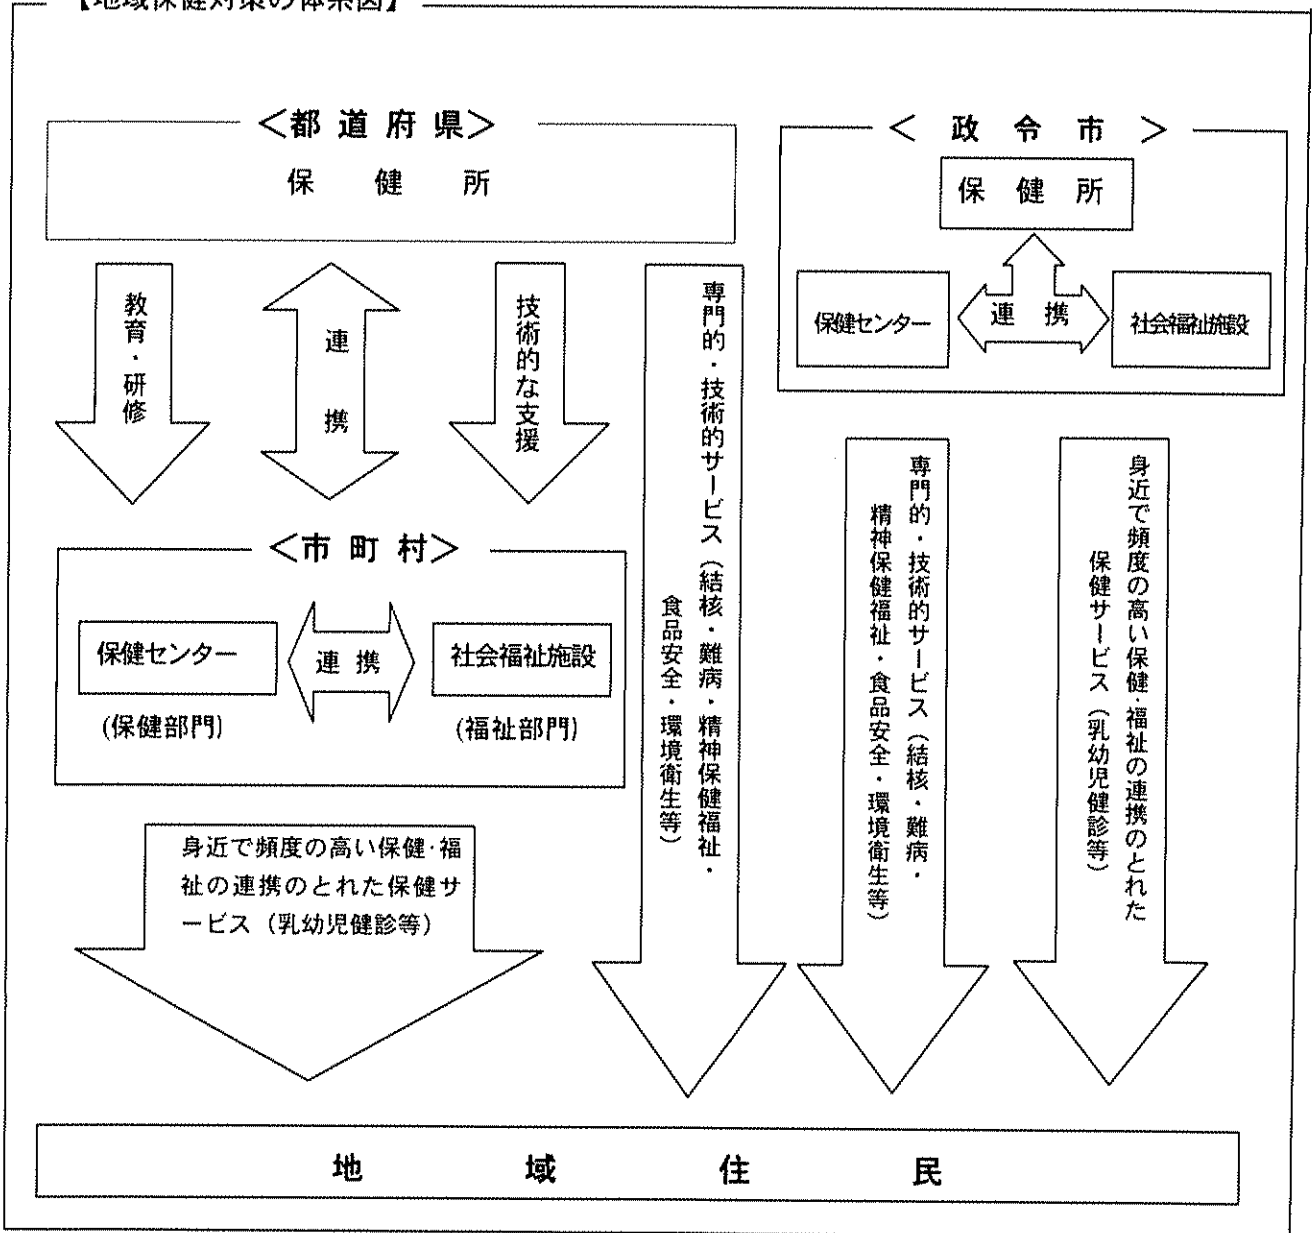 【地域保健対策の体系図】
＜都道府県＞
保健所
教育・研修
連携
技術的な支援
専門的・技術的サービス（結核・難病・精神保健福祉・
食品安全・環境衛生等）
＜市町村＞
保健センター
(保健部門)
連携
社会福祉施設
(福祉部門)
身近で頻度の高い保健・福
祉の連携のとれた保健サ
ービス（乳幼児健診等）
＜政令市＞
保健所
保健センター
連携
社会福祉施設
専門的・技術的サービス（結核・難病・
精神保健福祉・食品安全・環境衛生等）
身近で頻度の高い保健・福祉の連携のとれた
保健サービス（乳幼児健診等）
地域住民